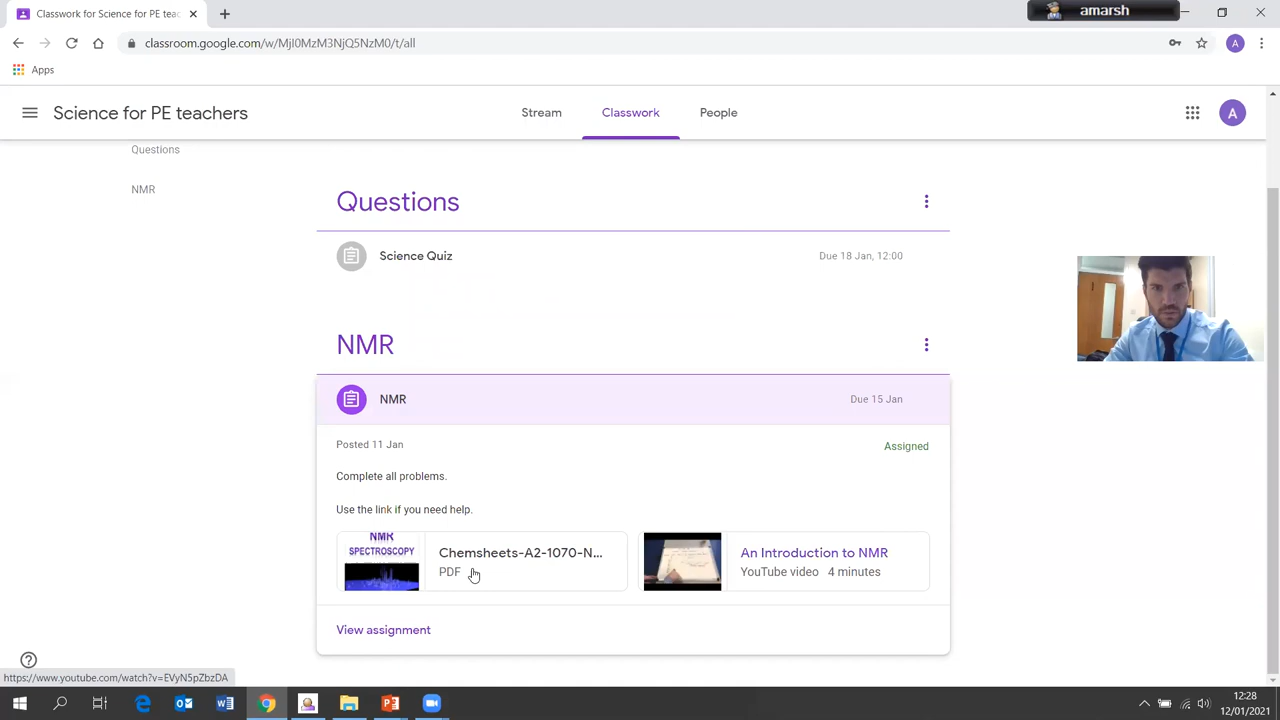 Classroom for Science for PE teac
amarsh
classroom.google.com/w/MjI0MzM3NjQ5NzM0/t/all
A
Apps
Science for PE teachers
Stream
Classwork
People
A
Questions
NMR
Questions
Science Quiz
Due 18 Jan, 12:00
NMR
NMR
Due 15 Jan
Posted 11 Jan
Assigned
Complete all problems.
Use the link if you need help.
NMR
SPECTROSCOPY
Chemsheets-A2-1070-N...
PDF
An Introduction to NMR
YouTube video 4 minutes
View assignment
https://www.youtube.com/watch?v=EVyN5pZbzDA
12:28
12/01/2021